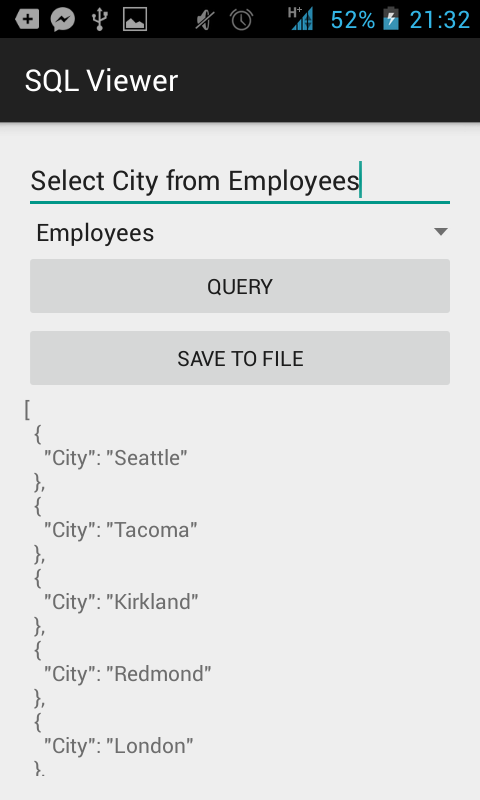 H+ 52% 21:32
SQL Viewer
Select City from Employees
Employees
QUERY
SAVE TO FILE
[
{
"City": "Seattle"
},
{
"City": "Tacoma"
},
{
"City": "Kirkland"
},
{
"City": "Redmond"
},
{
"City": "London"
},